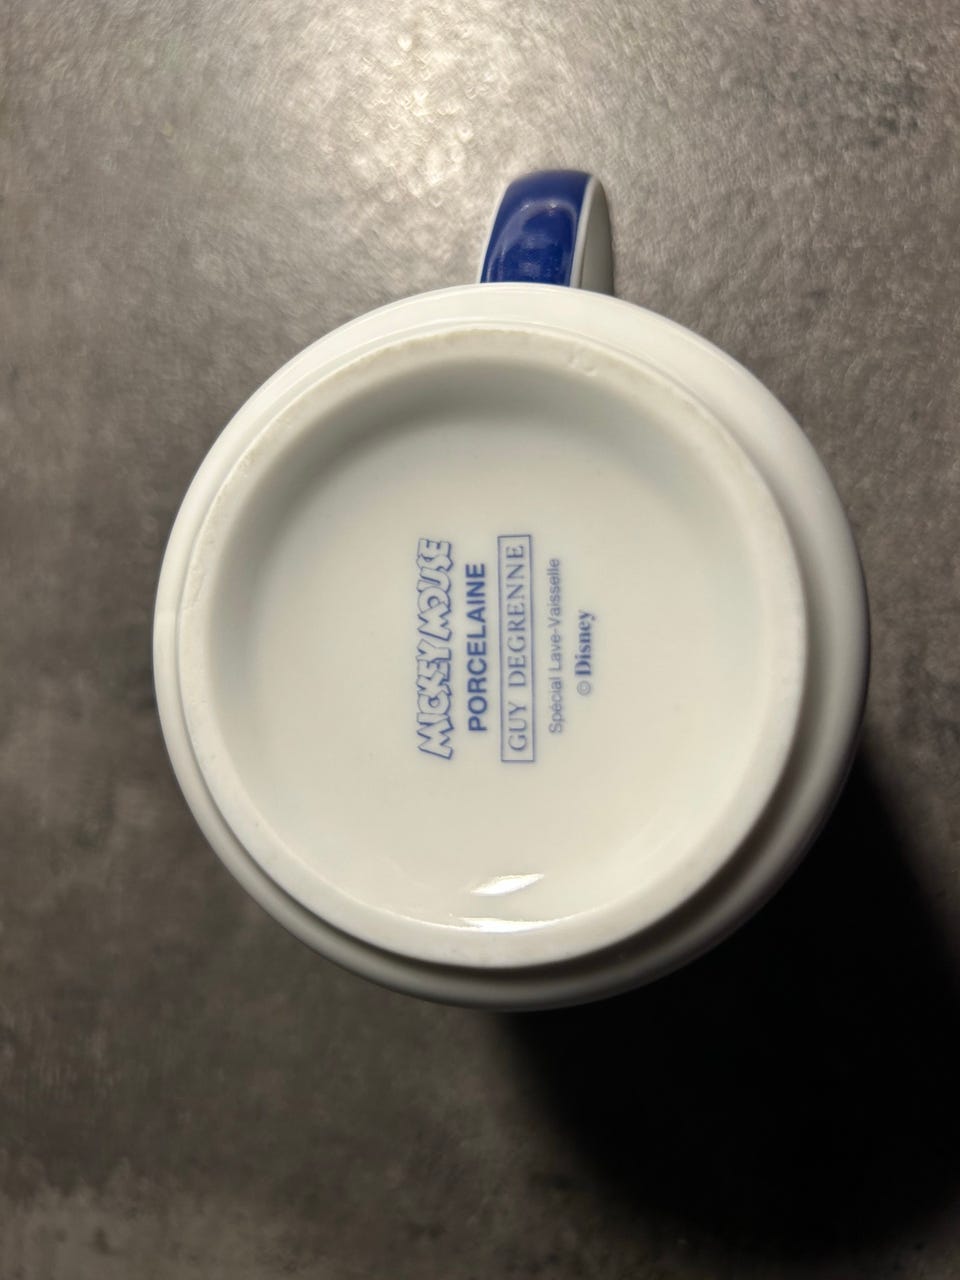 MICKEY MOUSE
PORCELAINE
GUY DEGRENNE
Spécial Lave-Vaisselle
© Disney